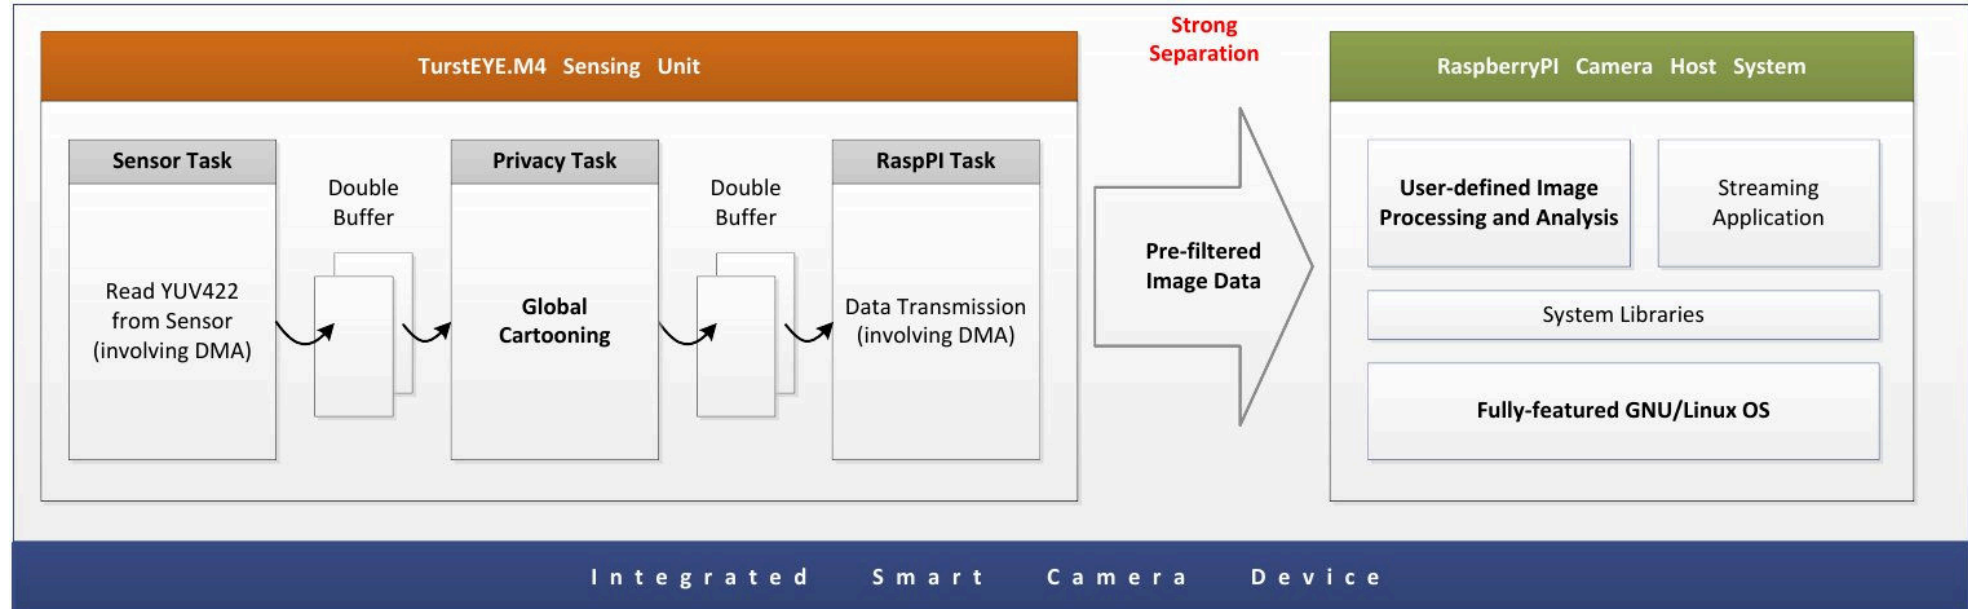 TurstEYE.M4 Sensing Unit
Sensor Task
Read YUV422
from Sensor
(involving DMA)
Double
Buffer
Privacy Task
Global
Cartooning
Double
Buffer
RaspPI Task
Data Transmission
(involving DMA)
Strong
Separation
Pre-filtered
Image Data
RaspberryPI Camera Host System
User-defined Image
Processing and Analysis
Streaming
Application
System Libraries
Fully-featured GNU/Linux OS
Integrated Smart Camera Device